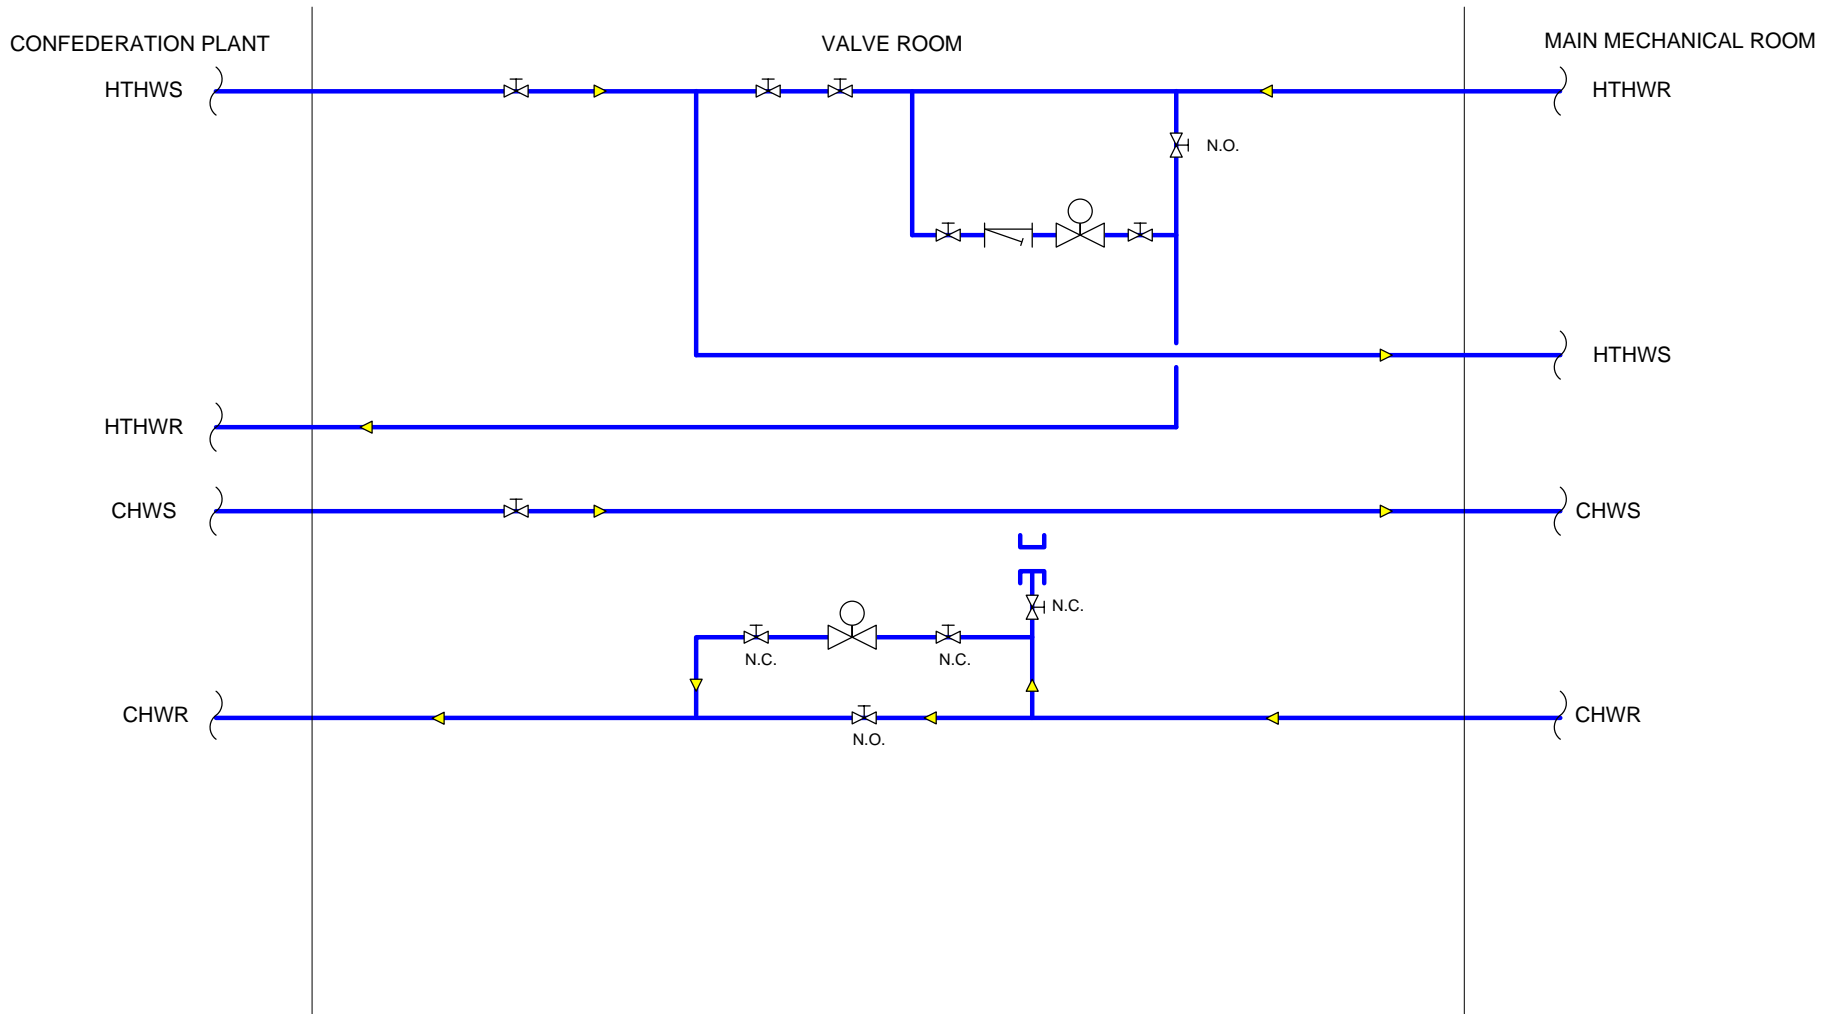 CONFEDERATION PLANT
VALVE ROOM
MAIN MECHANICAL ROOM
HTHWS
HTHWR
N.O.
HTHWS
HTHWR
CHWS
CHWS
N.C.
N.C.
N.C.
CHWR
CHWR
N.O.